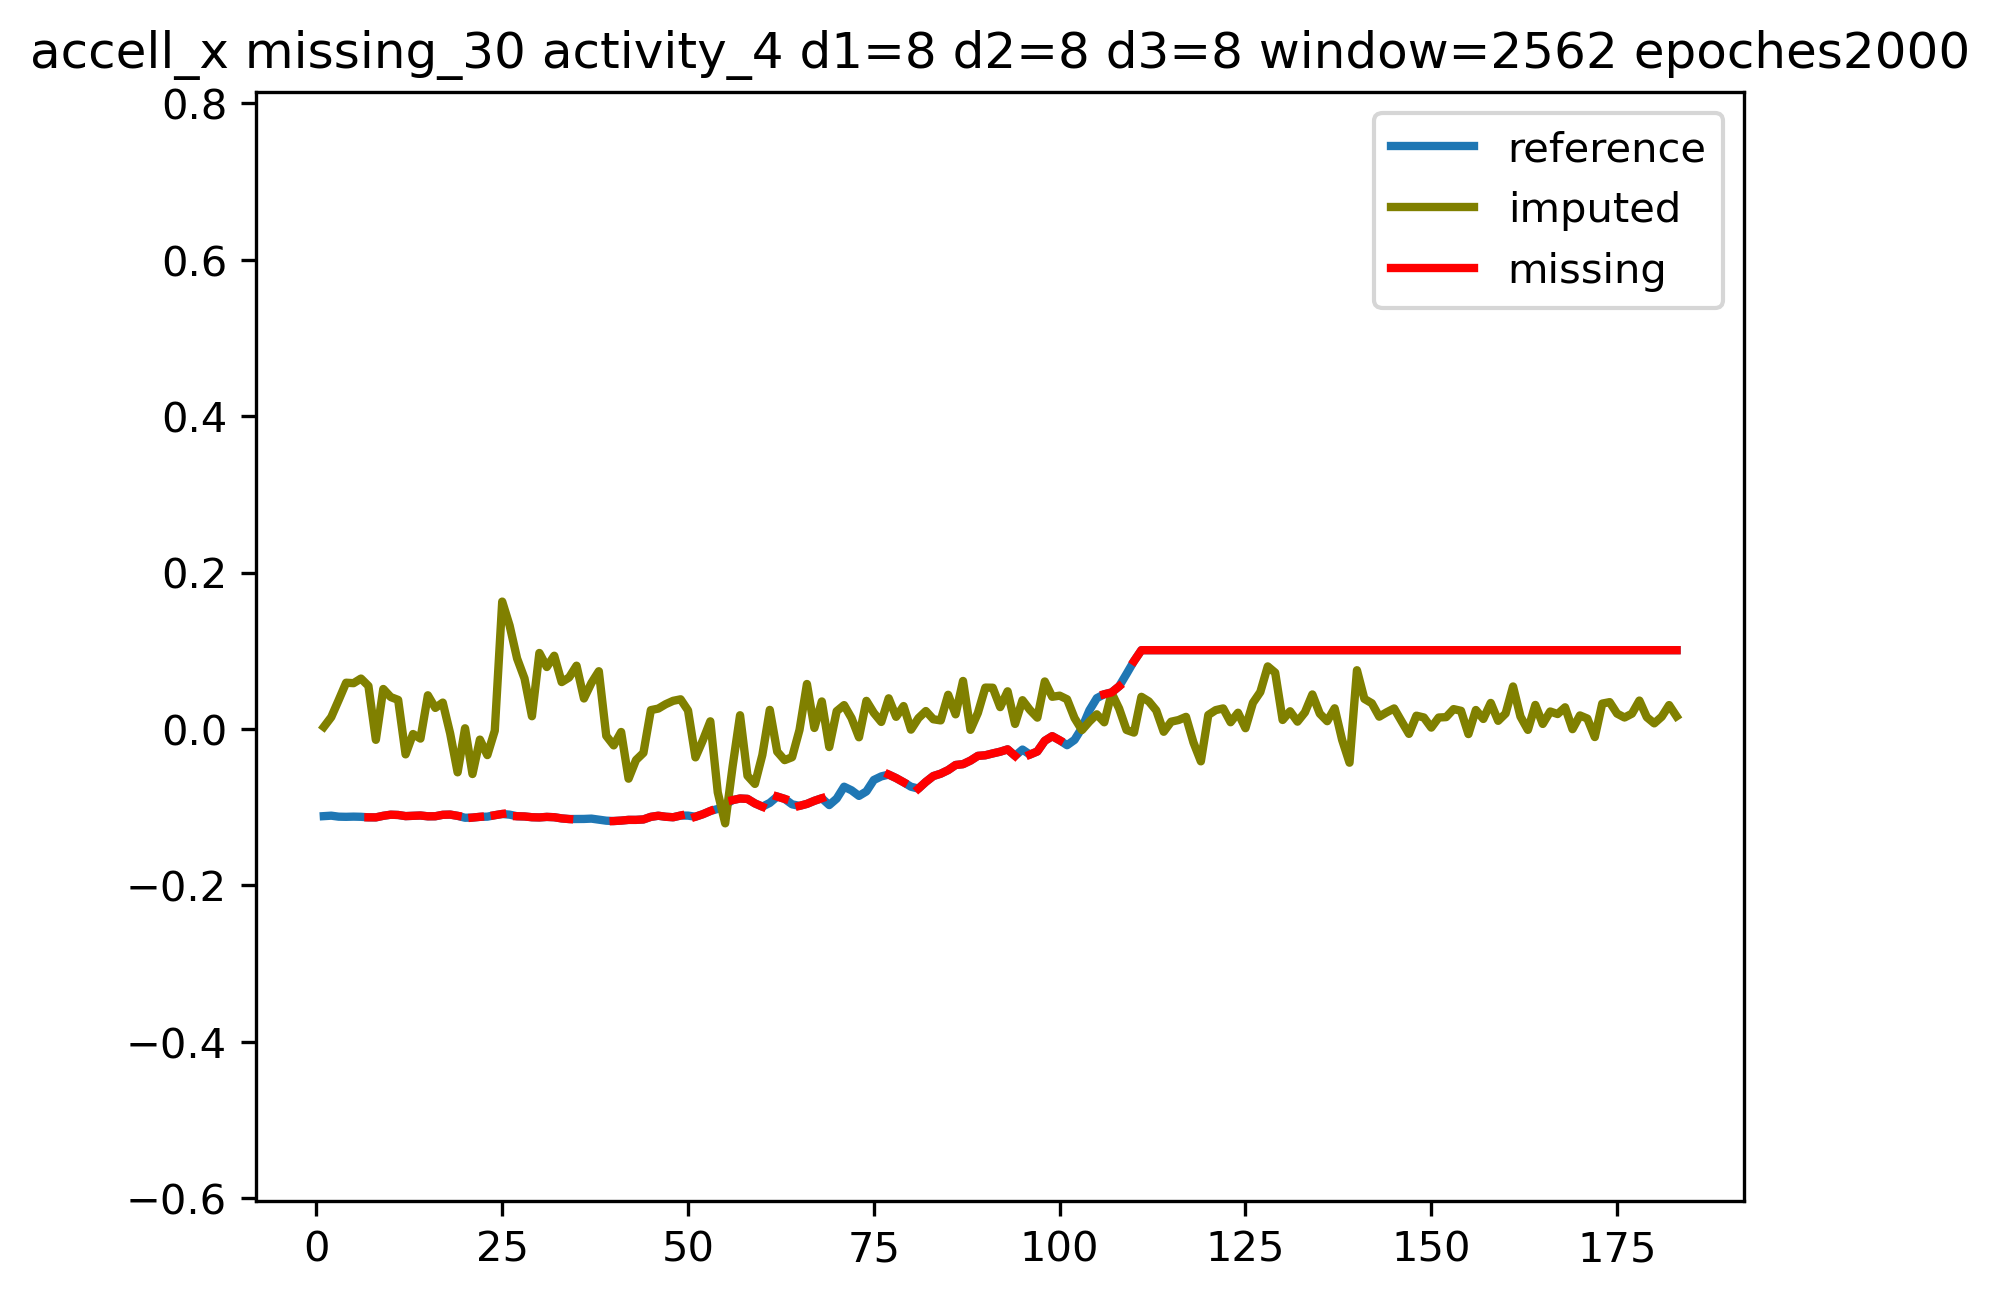 accell_x missing_30 activity_4 d1=8 d2=8 d3=8 window=2562 epoches2000
reference
imputed
missing
0.8
0.6
0.4
0.2
0.0
−0.2
−0.4
−0.6
0 25 50 75 100 125 150 175